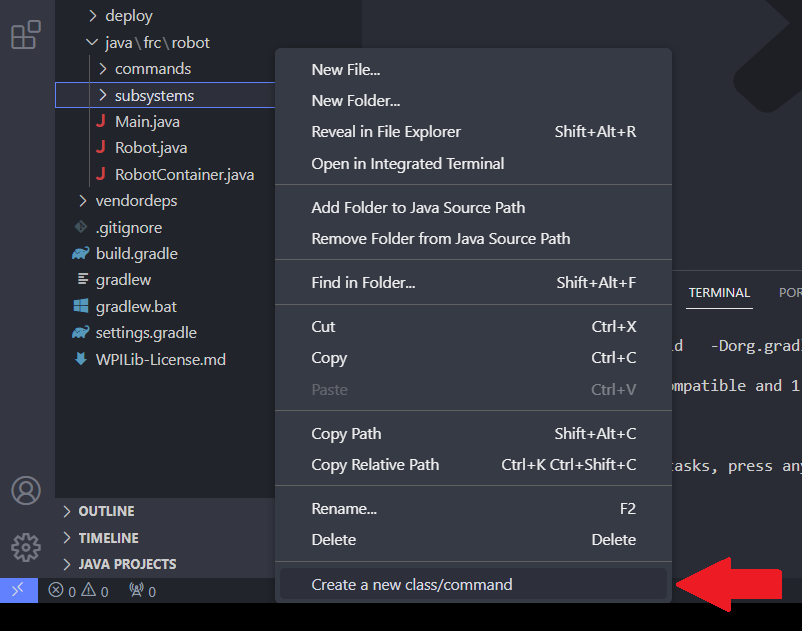 deploy
java\frc\robot
commands
subsystems
Main.java
Robot.java
RobotContainer.java
vendordeps
.gitignore
build.gradle
gradlew
gradlew.bat
settings.gradle
WPILib-License.md
OUTLINE
TIMELINE
JAVA PROJECTS
0 0 0
New File...
New Folder...
Reveal in File Explorer Shift+Alt+R
Open in Integrated Terminal
Add Folder to Java Source Path
Remove Folder from Java Source Path
Find in Folder... Shift+Alt+F
Cut Ctrl+X
Copy Ctrl+C
Paste Ctrl+V
Copy Path Shift+Alt+C
Copy Relative Path Ctrl+K Ctrl+Shift+C
Rename... F2
Delete Delete
Create a new class/command
TERMINAL POR
-Dorg.grad
and 1
press